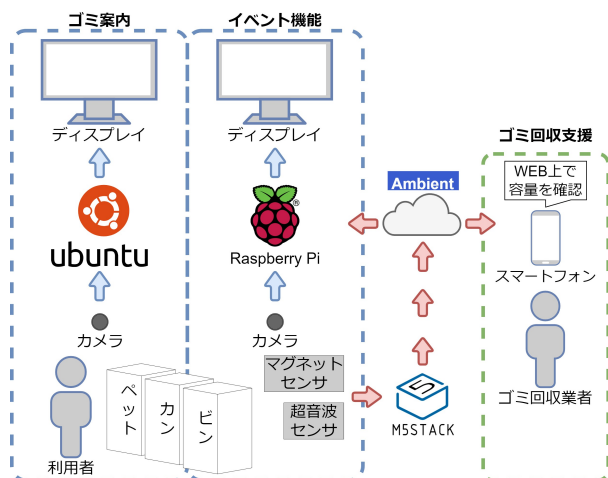 ゴミ案内
イベント機能
ディスプレイ
ディスプレイ
ゴミ回収支援
WEB上で
容量を確認
Ambient
ubuntu
®
Raspberry Pi
スマートフォン
カメラ
カメラ
マグネット
センサ
ペット
カン
ビン
超音波
センサ
5
M5STACK
ゴミ回収業者
利用者